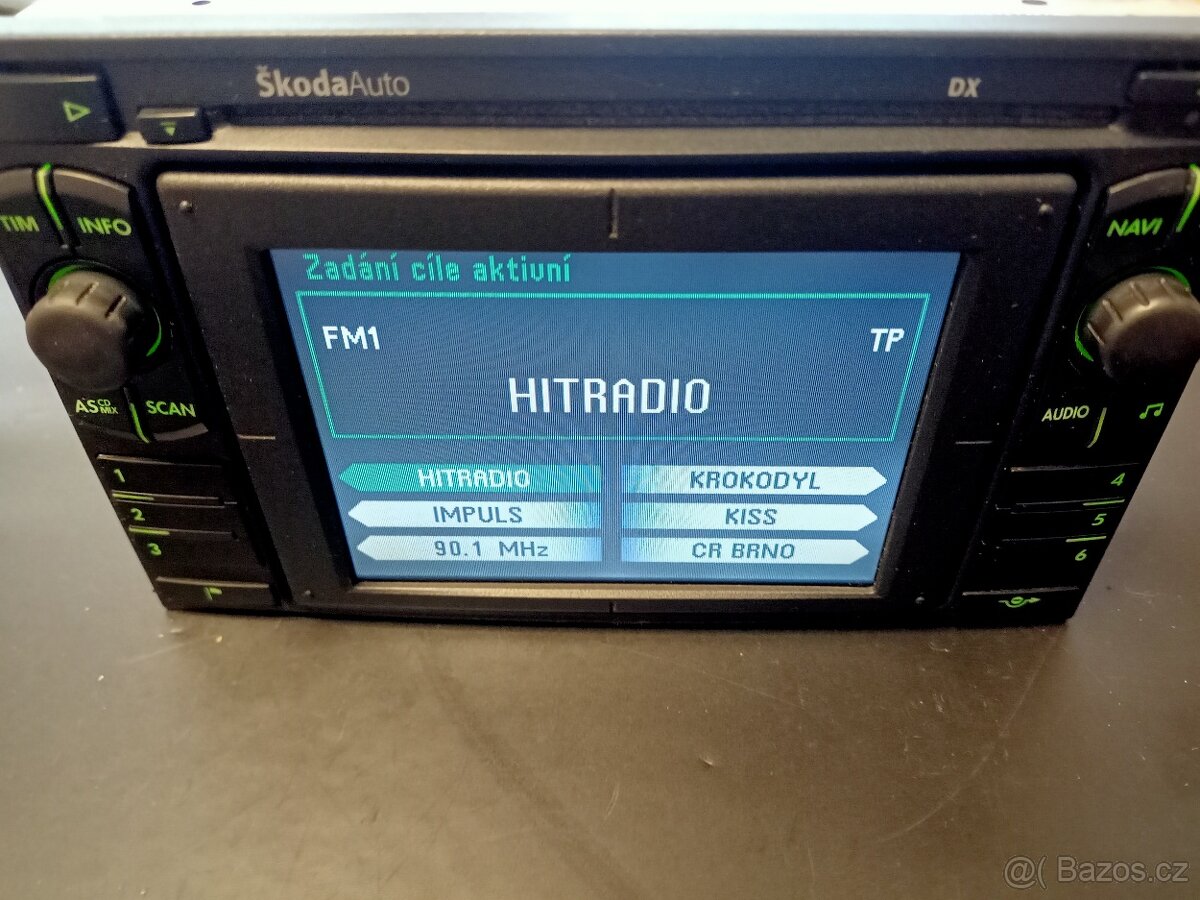 ŠkodaAuto
DX
TIM
INFO
NAVi
AS CD MIX
SCAN
AUDIO
1
2
3
4
5
6
Zadání cíle aktivní
FM1
TP
HITRADIO
HITRADIO
KROKODYL
IMPULS
KISS
90.1 MHz
CR BRNO
@( Bazos.cz